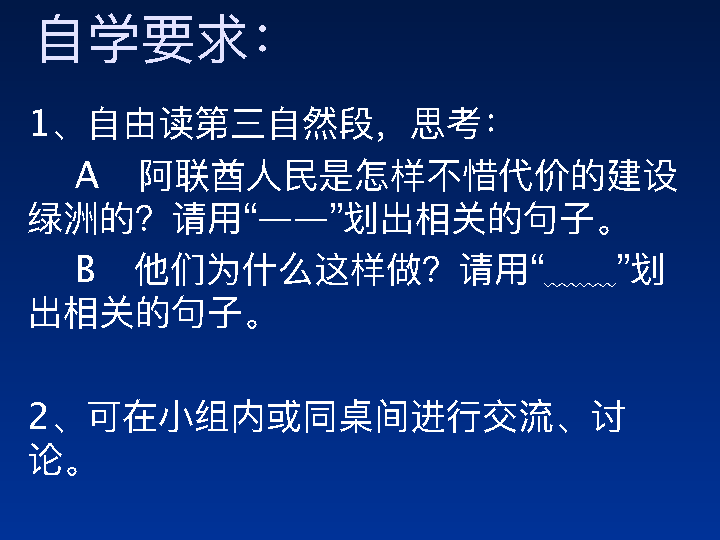 自学要求：
1、自由读第三自然段，思考：
A 阿联酋人民是怎样不惜代价的建设
绿洲的？请用“——”划出相关的句子。
B 他们为什么这样做？请用“﹏﹏”划
出相关的句子。
2、可在小组内或同桌间进行交流、讨
论。